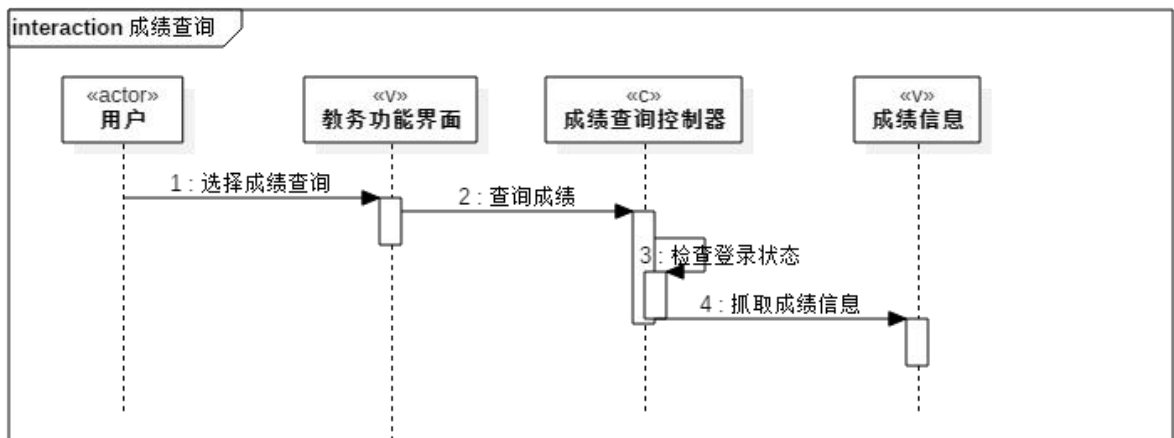 interaction 成绩查询
«actor»
用户
«v»
教务功能界面
«c»
成绩查询控制器
«v»
成绩信息
1 : 选择成绩查询
2 : 查询成绩
3 : 检查登录状态
4 : 抓取成绩信息